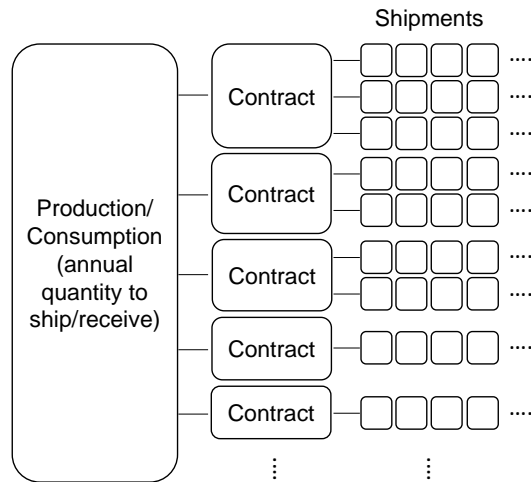 Shipments
Contract
Contract
Production/
Consumption
(annual
quantity to
ship/receive)
Contract
Contract
Contract